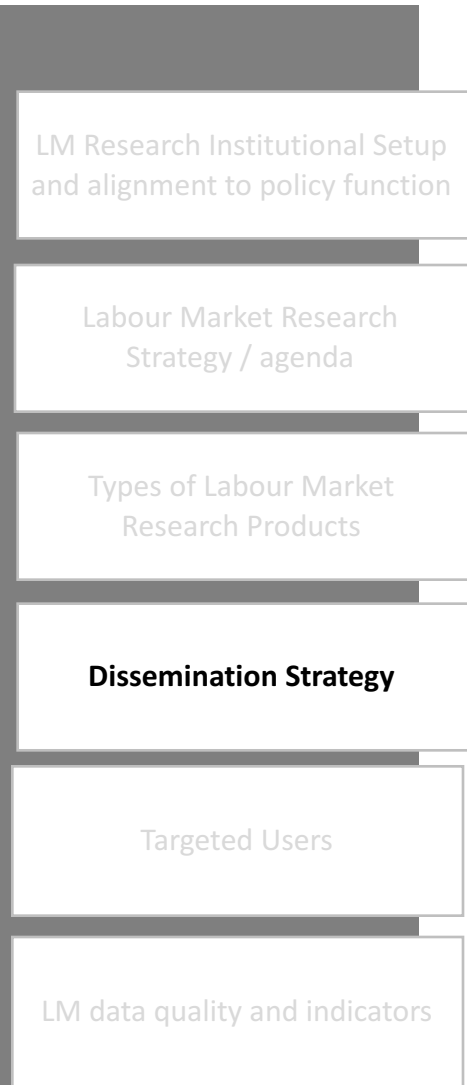 LM Research Institutional Setup
and alignment to policy function
Labour Market Research
Strategy / agenda
Types of Labour Market
Research Products
Dissemination Strategy
Targeted Users
LM data quality and indicators